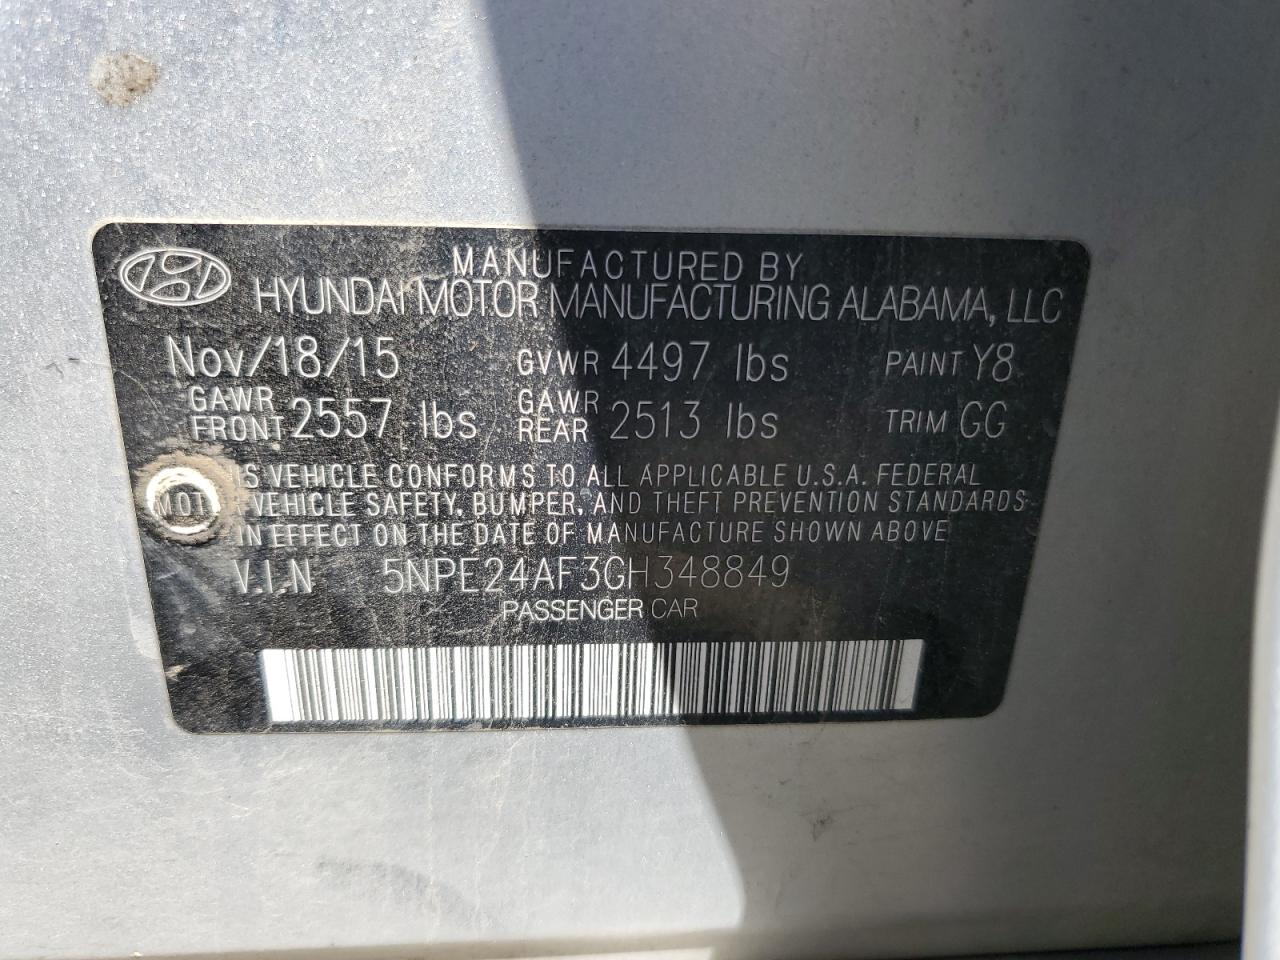 MANUFACTURED BY
HYUNDAI MOTOR MANUFACTURING ALABAMA, LLC
Nov/18/15 GVWR 4497 lbs PAINT Y8
GAWR FRONT 2557 lbs GAWR REAR 2513 lbs TRIM GG
IS VEHICLE CONFORMS TO ALL APPLICABLE U.S.A. FEDERAL
MOT VEHICLE SAFETY, BUMPER, AND THEFT PREVENTION STANDARDS
IN EFFECT ON THE DATE OF MANUFACTURE SHOWN ABOVE
V.I.N 5NPE24AF3GH348849
PASSENGER CAR